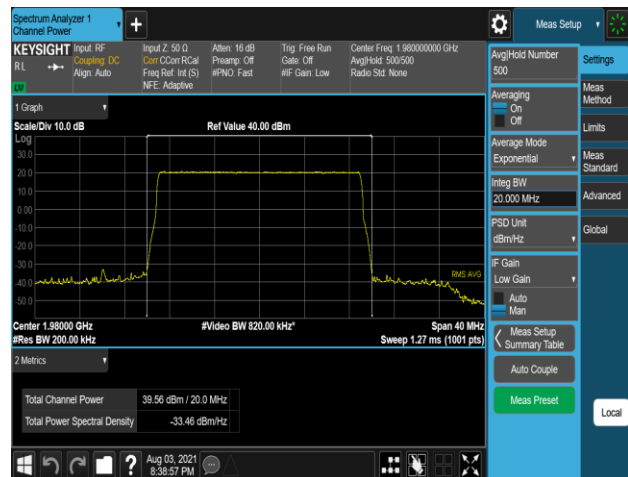 Spectrum Analyzer 1
Channel Power
Meas Setup
KEYSIGHT
R L
Input: RF
Coupling: DC
Align: Auto
Input Z: 50 Ω
Corr CCorr RCal
Freq Ref: Int (S)
NFE: Adaptive
Atten: 16 dB
Preamp: Off
#PNO: Fast
Trig: Free Run
Gate: Off
#IF Gain: Low
Center Freq: 1.980000000 GHz
Avg|Hold: 500/500
Radio Std: None
1 Graph
Scale/Div 10.0 dB
Ref Value 40.00 dBm
Log
30.0
20.0
10.0
0.00
-10.0
-20.0
-30.0
-40.0
-50.0
RMS AVG
Center 1.98000 GHz
#Video BW 820.00 kHz*
Span 40 MHz
#Res BW 200.00 kHz
Sweep 1.27 ms (1001 pts)
2 Metrics
Total Channel Power
39.56 dBm / 20.0 MHz
Total Power Spectral Density
-33.46 dBm/Hz
Aug 03, 2021
8:38:57 PM
Avg|Hold Number
500
Averaging
On
Off
Average Mode
Exponential
Integ BW
20.000 MHz
PSD Unit
dBm/Hz
IF Gain
Low Gain
Auto
Man
Meas Setup
Summary Table
Auto Couple
Meas Preset
Settings
Meas
Method
Limits
Meas
Standard
Advanced
Global
Local